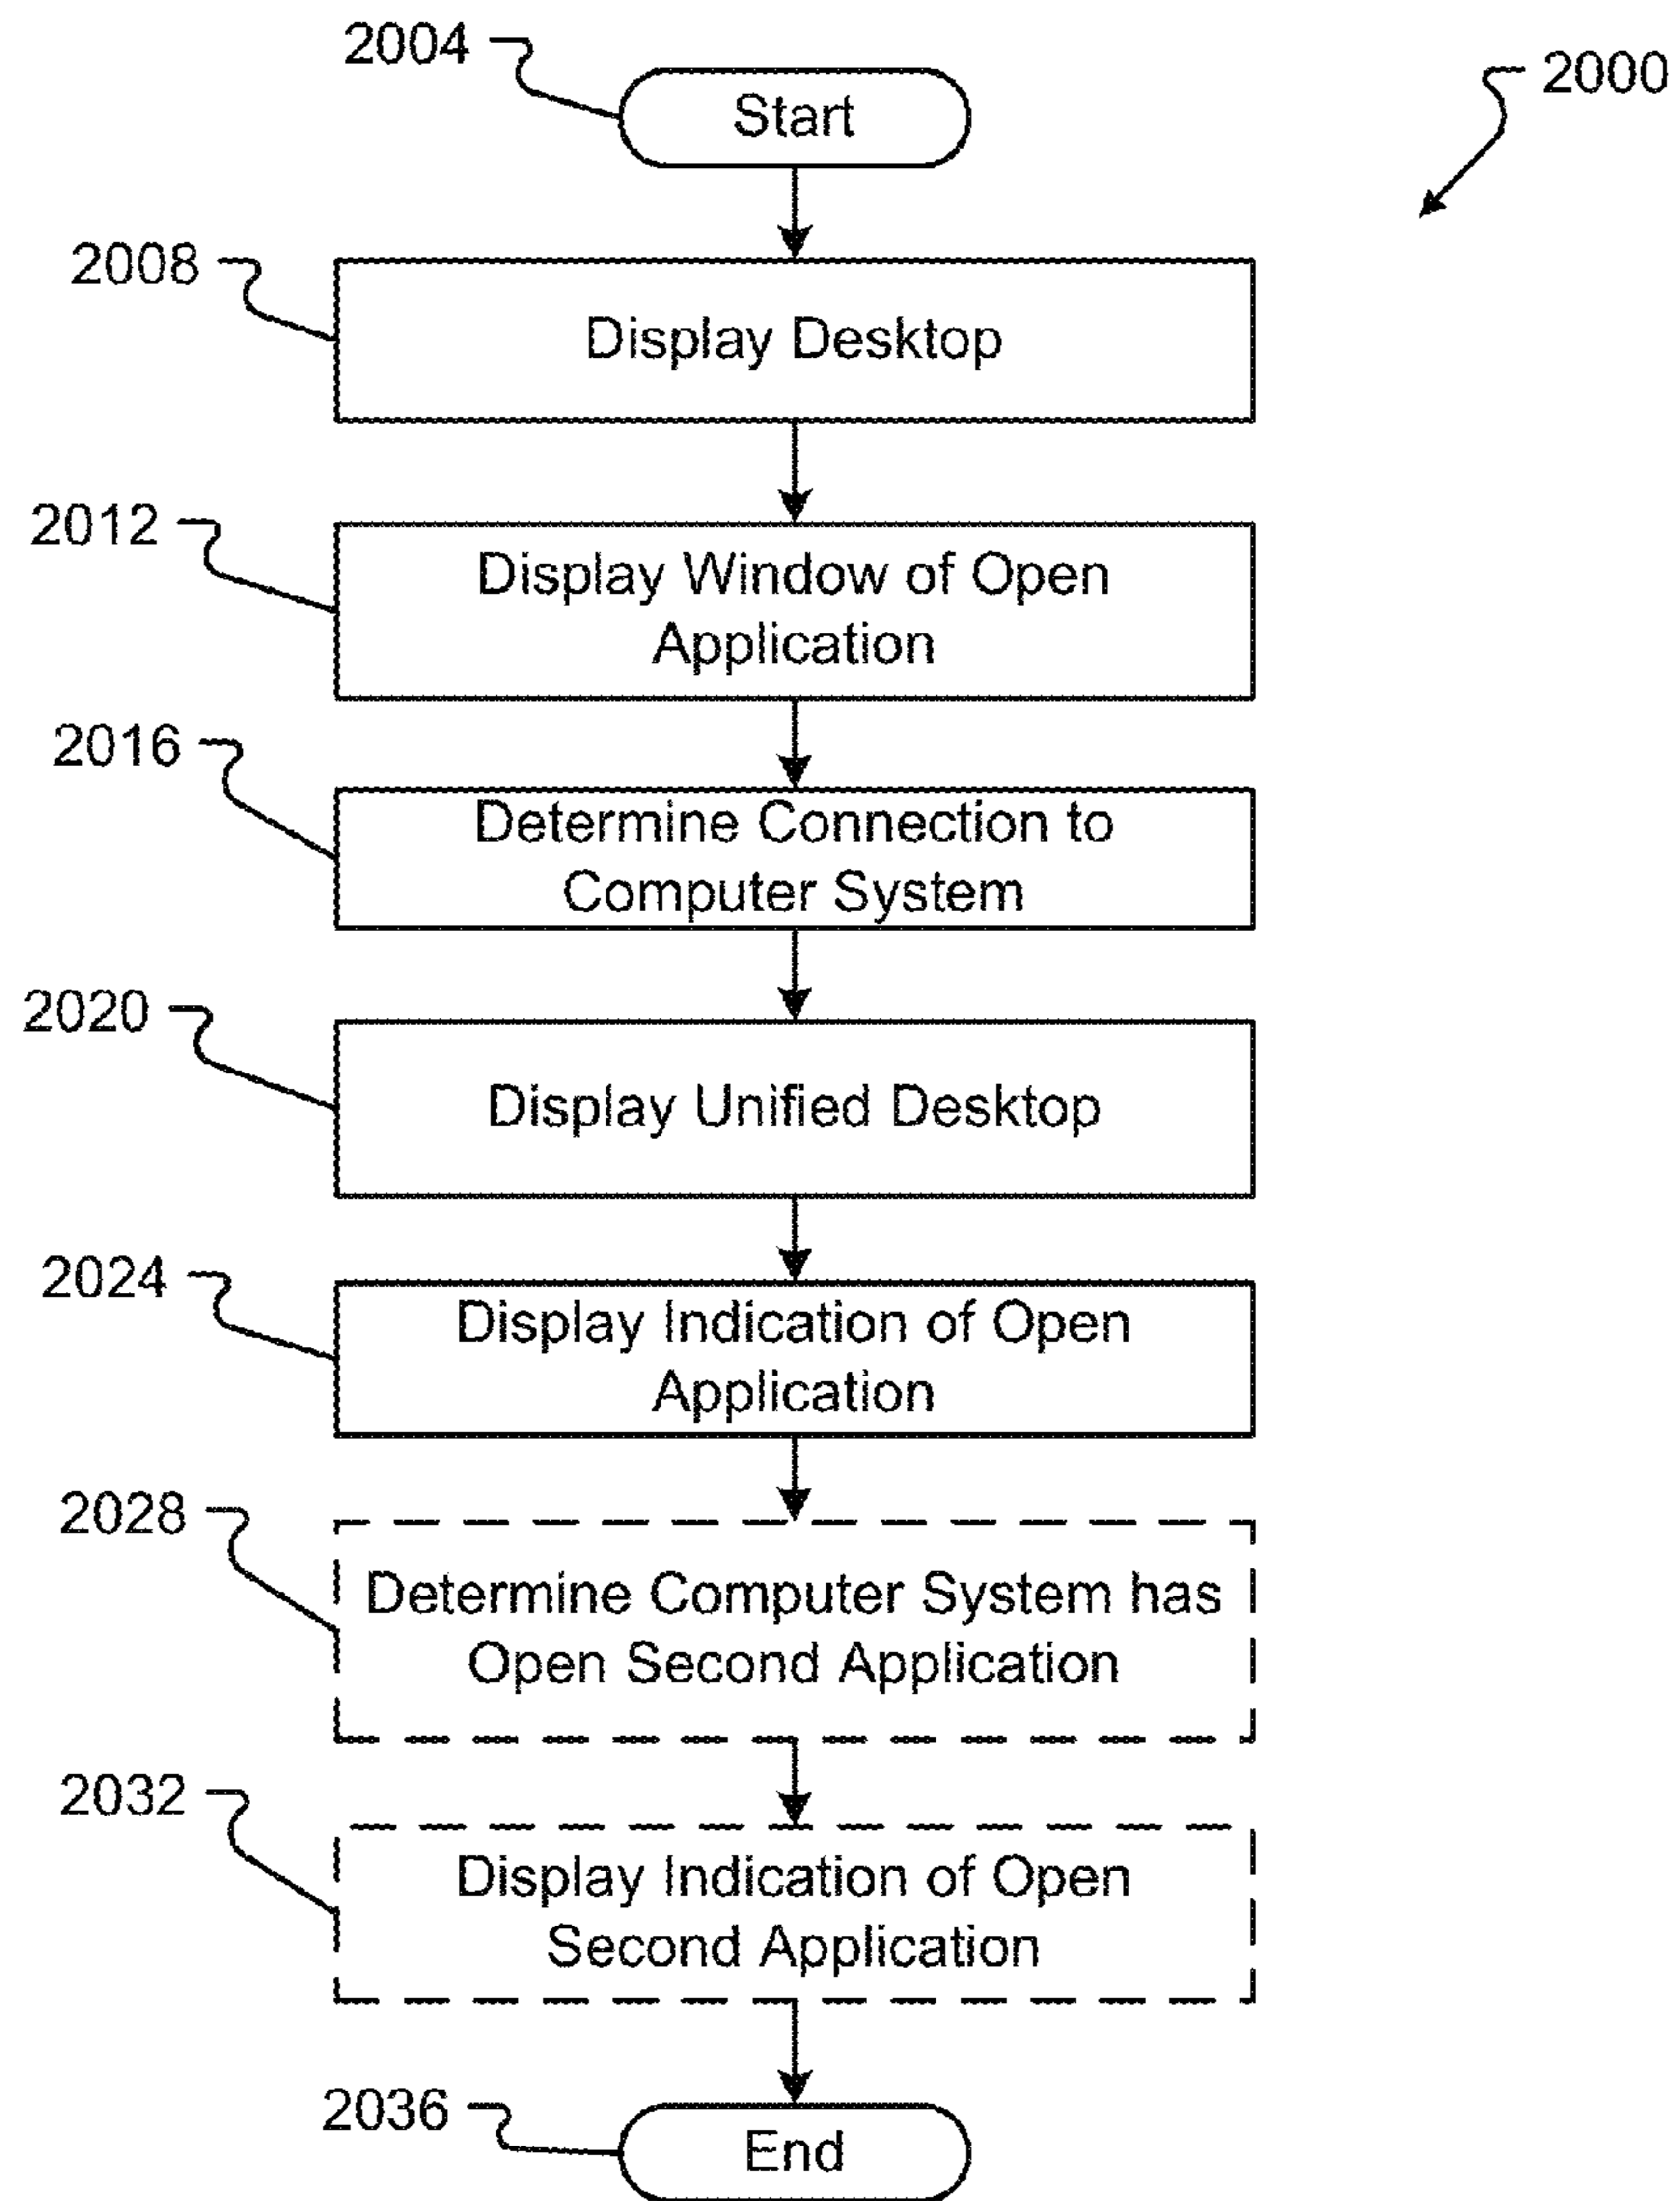 2004
Start
2000
2008
Display Desktop
2012
Display Window of Open
Application
2016
Determine Connection to
Computer System
2020
Display Unified Desktop
2024
Display Indication of Open
Application
2028
Determine Computer System has
Open Second Application
2032
Display Indication of Open
Second Application
2036
End